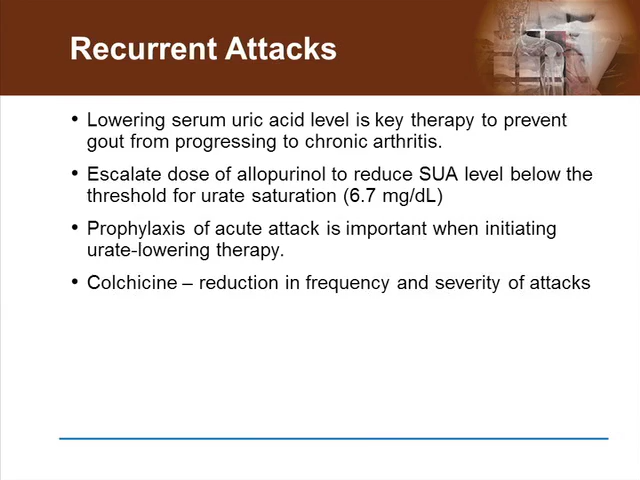 Recurrent Attacks
• Lowering serum uric acid level is key therapy to prevent
gout from progressing to chronic arthritis.
• Escalate dose of allopurinol to reduce SUA level below the
threshold for urate saturation (6.7 mg/dL)
• Prophylaxis of acute attack is important when initiating
urate-lowering therapy.
• Colchicine – reduction in frequency and severity of attacks